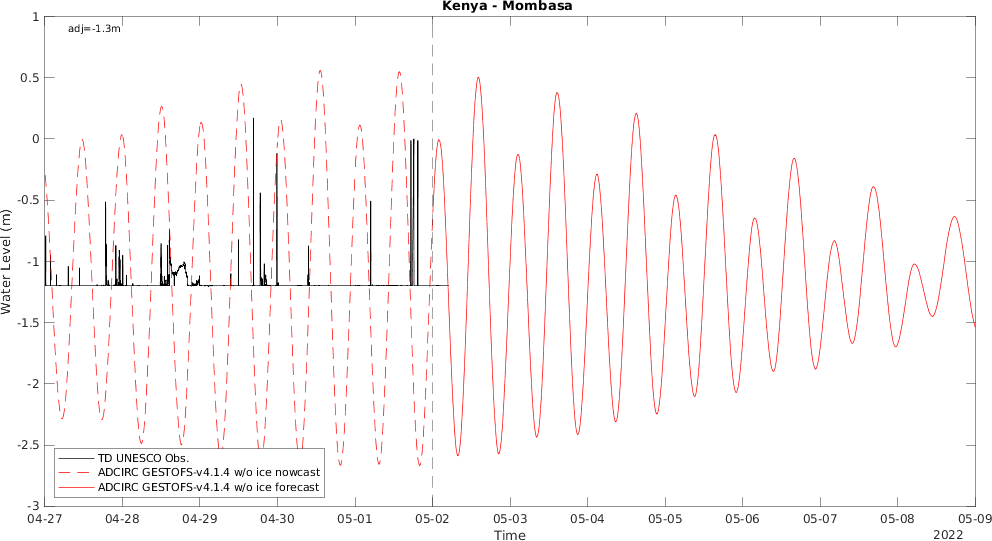 Kenya - Mombasa
adj=-1.3m
1
0.5
0
-0.5
-1
-1.5
-2
-2.5
-3
Water Level (m)
TD UNESCO Obs.
ADCIRC GESTOFS-v4.1.4 w/o ice nowcast
ADCIRC GESTOFS-v4.1.4 w/o ice forecast
04-27 04-28 04-29 04-30 05-01 05-02 05-03 05-04 05-05 05-06 05-07 05-08 05-09
Time
2022